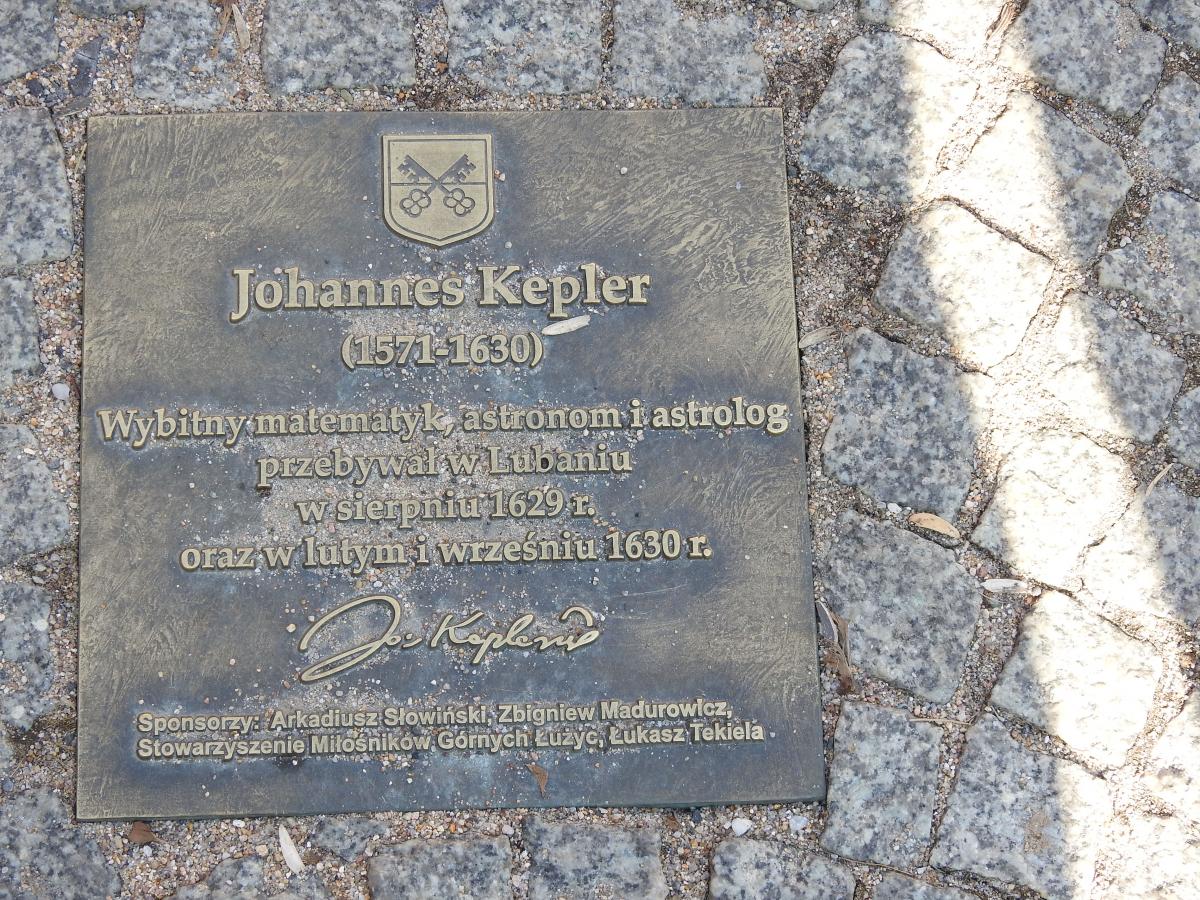 Johannes Kepler
(1571-1630)
Wybitny matematyk, astronom i astrolog
przebywał w Lubaniu
w sierpniu 1629 r.
oraz w lutym i wrześniu 1630 r.
Jo. Keplerus
Sponsorzy: Arkadiusz Słowiński, Zbigniew Madurowicz,
Stowarzyszenie Miłośników Górnych Łużyc, Łukasz Tekiela